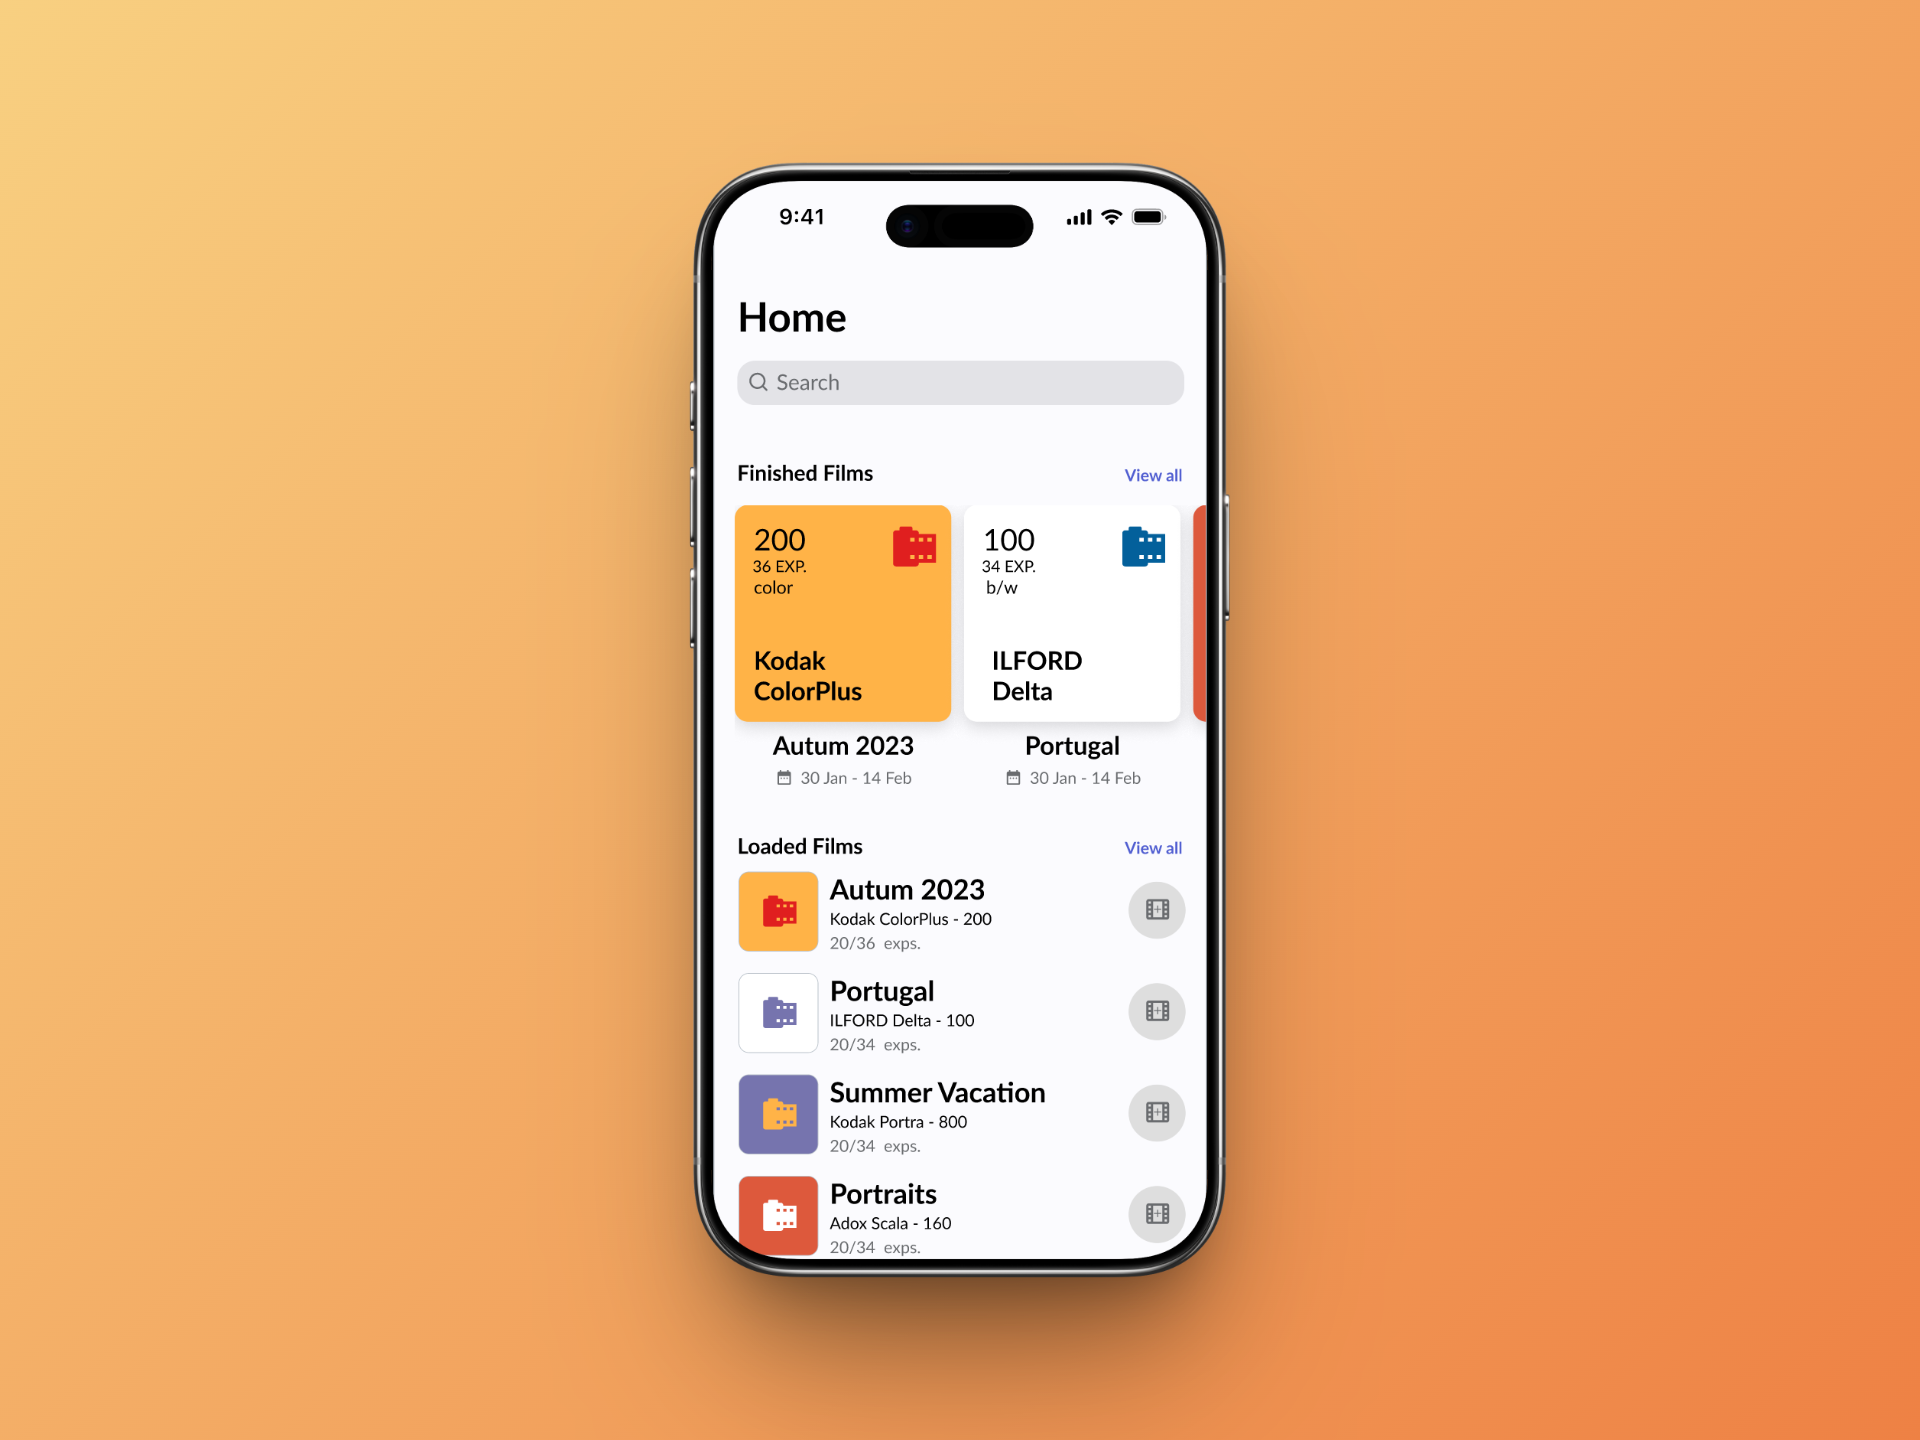 9:41
Home
Search
Finished Films View all
200
36 EXP.
color
Kodak
ColorPlus
100
34 EXP.
b/w
ILFORD
Delta
Autum 2023
30 Jan - 14 Feb
Portugal
30 Jan - 14 Feb
Loaded Films View all
Autum 2023
Kodak ColorPlus - 200
20/36 exps.
Portugal
ILFORD Delta - 100
20/34 exps.
Summer Vacation
Kodak Portra - 800
20/34 exps.
Portraits
Adox Scala - 160
20/34 exps.